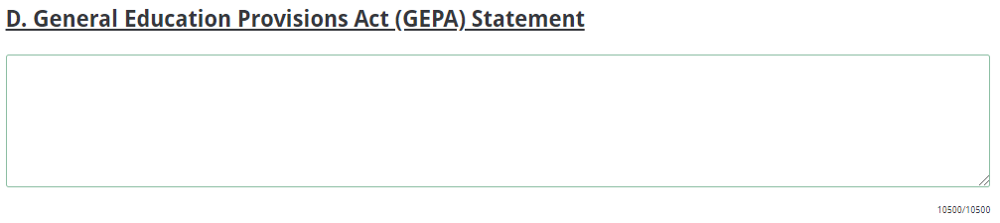 D. General Education Provisions Act (GEPA) Statement
10500/10500